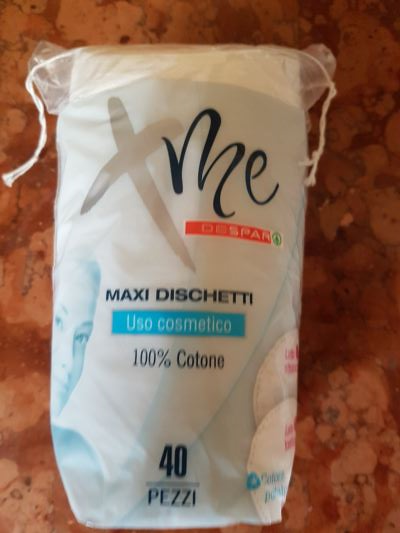 X Me
DESPAR
MAXI DISCHETTI
Uso cosmetico
100% Cotone
40
PEZZI